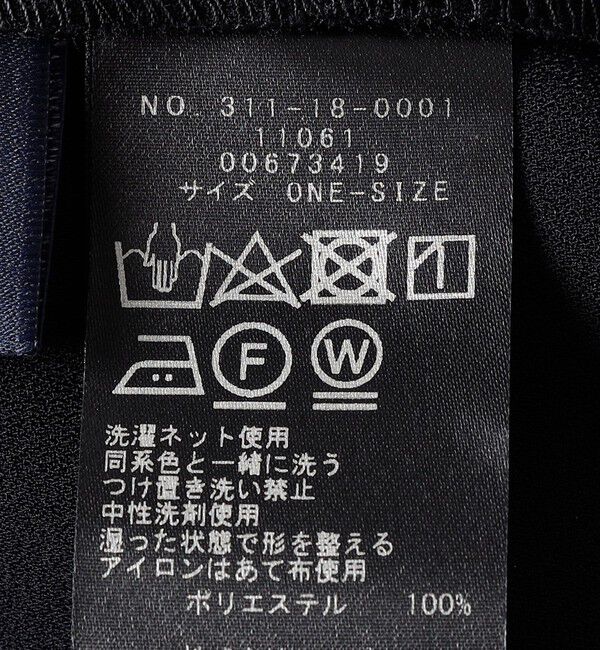 NO. 311-18-0001
11061
00673419
サイズ ONE-SIZE
F W
洗濯ネット使用
同系色と一緒に洗う
つけ置き洗い禁止
中性洗剤使用
湿った状態で形を整える
アイロンはあて布使用
ポリエステル 100%